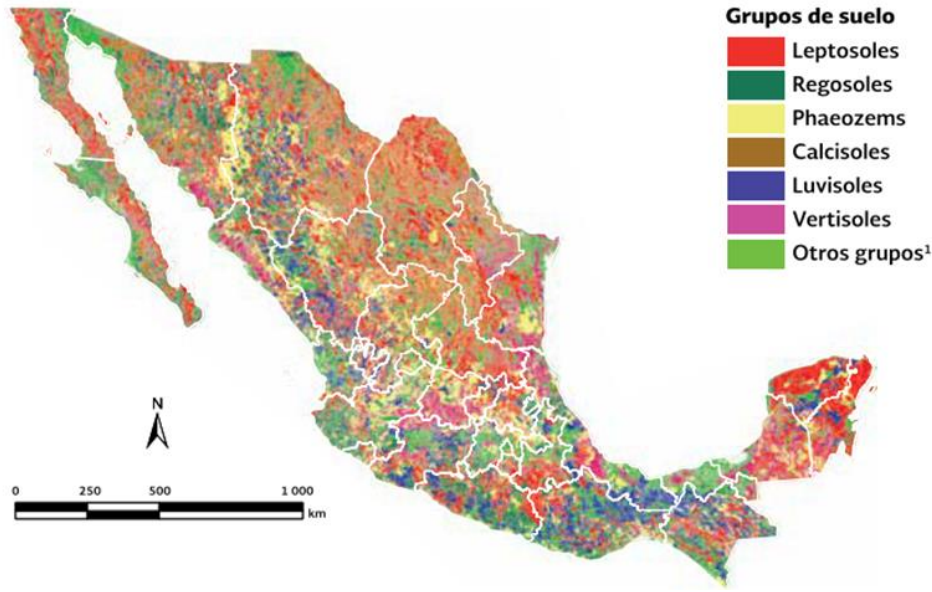 Grupos de suelo
Leptosoles
Regosoles
Phaeozems
Calcisoles
Luvisoles
Vertisoles
Otros grupos¹
N
0 250 500 1 000
km